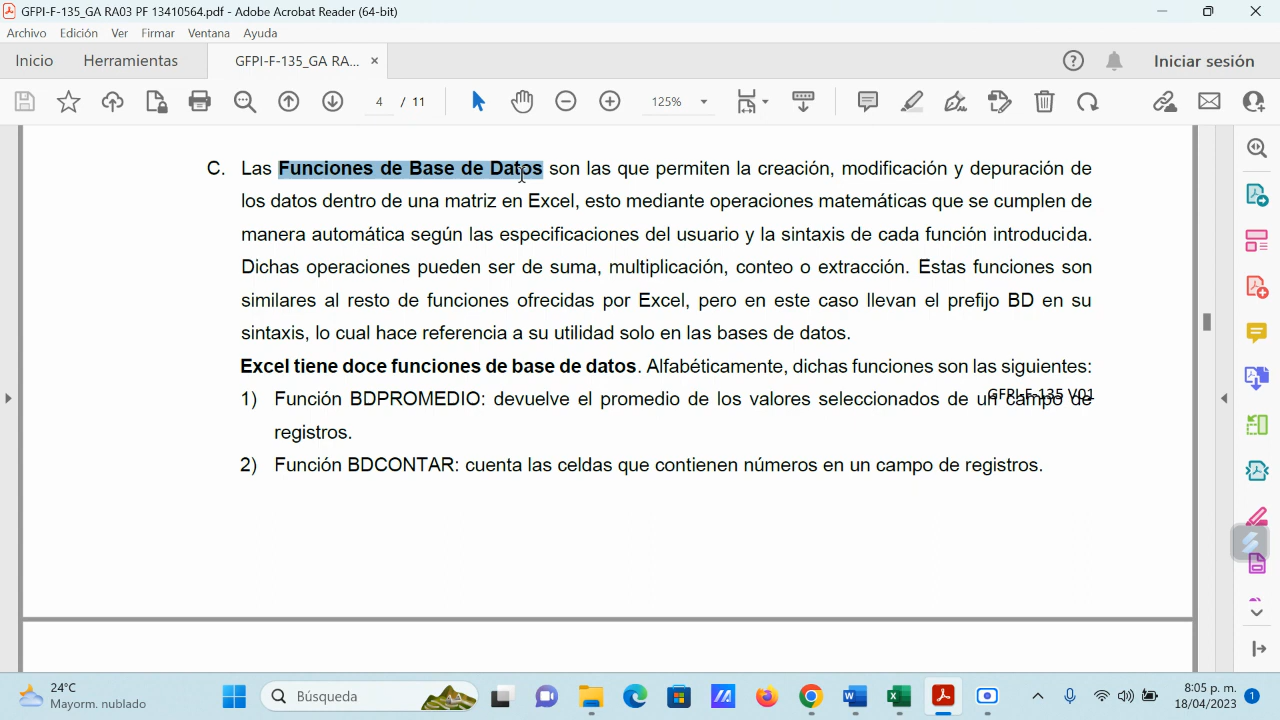 GFPI-F-135_GA RA03 PF 13410564.pdf - Adobe Acrobat Reader (64-bit)
Archivo Edición Ver Firmar Ventana Ayuda
Inicio Herramientas GFPI-F-135_GA RA... × Iniciar sesión
4 / 11 125%
C. Las Funciones de Base de Datos son las que permiten la creación, modificación y depuración de
los datos dentro de una matriz en Excel, esto mediante operaciones matemáticas que se cumplen de
manera automática según las especificaciones del usuario y la sintaxis de cada función introducida.
Dichas operaciones pueden ser de suma, multiplicación, conteo o extracción. Estas funciones son
similares al resto de funciones ofrecidas por Excel, pero en este caso llevan el prefijo BD en su
sintaxis, lo cual hace referencia a su utilidad solo en las bases de datos.
Excel tiene doce funciones de base de datos. Alfabéticamente, dichas funciones son las siguientes:
1) Función BDPROMEDIO: devuelve el promedio de los valores seleccionados de un campo de
GFPI-F-135 V01
registros.
2) Función BDCONTAR: cuenta las celdas que contienen números en un campo de registros.
24°C
Mayorm. nublado
Búsqueda
8:05 p. m.
18/04/2023
1